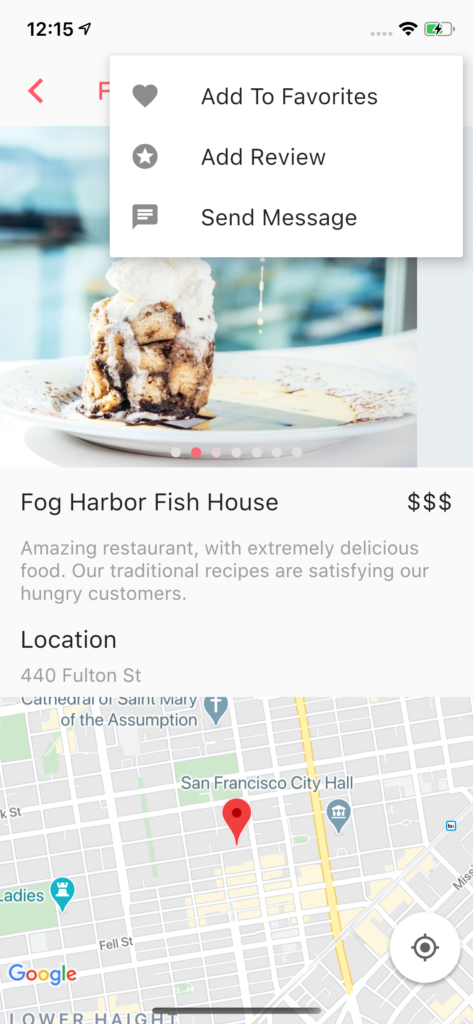 12:15
F
Add To Favorites
Add Review
Send Message
Fog Harbor Fish House
$$$
Amazing restaurant, with extremely delicious
food. Our traditional recipes are satisfying our
hungry customers.
Location
440 Fulton St
Cathedral of Saint Mary
of the Assumption
San Francisco City Hall
k St
Ladies
Fell St
Miss
Google
LOWER HAIGHT